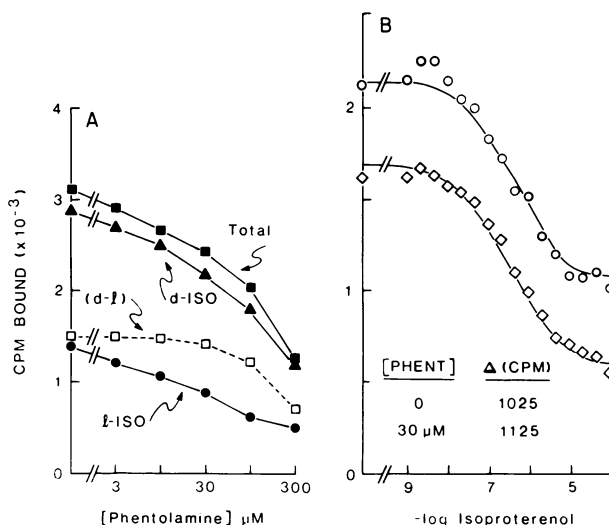 A
B
CPM BOUND (x 10⁻³)
4
3
2
1
0
Total
d-ISO
(d-ℓ)
ℓ-ISO
3
30
300
[Phentolamine] μM
2
1
0
[PHENT]
▲(CPM)
0
1025
30 μM
1125
9
7
5
-log Isoproterenol